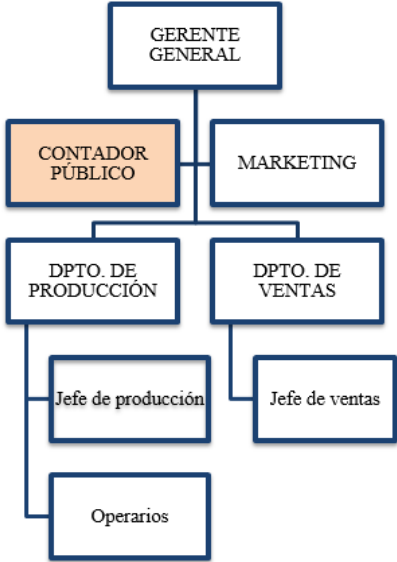 GERENTE
GENERAL
CONTADOR
PÚBLICO
MARKETING
DPTO. DE
PRODUCCIÓN
DPTO. DE
VENTAS
Jefe de producción
Jefe de ventas
Operarios